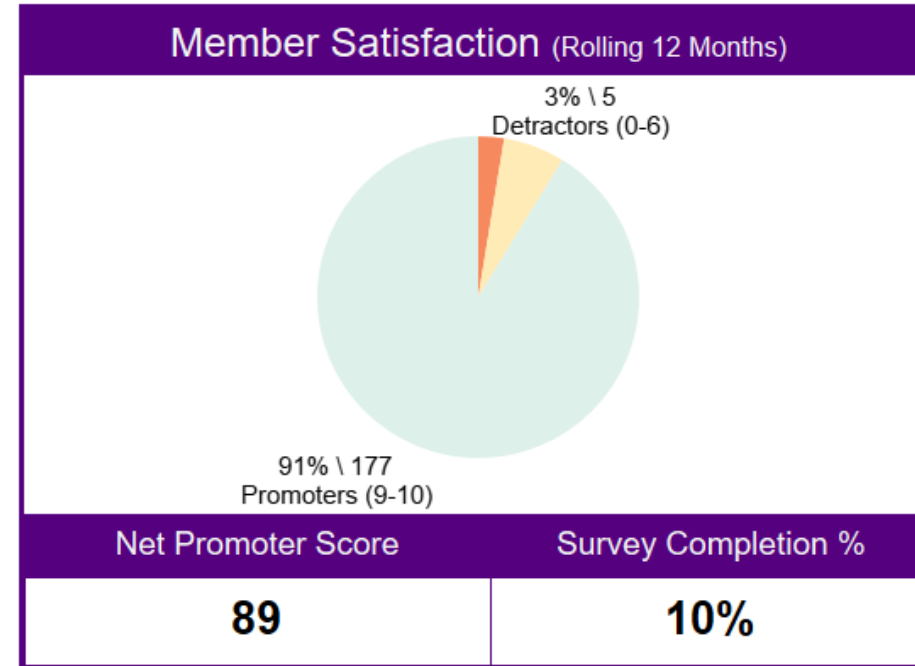 Member Satisfaction (Rolling 12 Months)
3% \ 5
Detractors (0-6)
91% \ 177
Promoters (9-10)
Net Promoter Score
Survey Completion %
89
10%